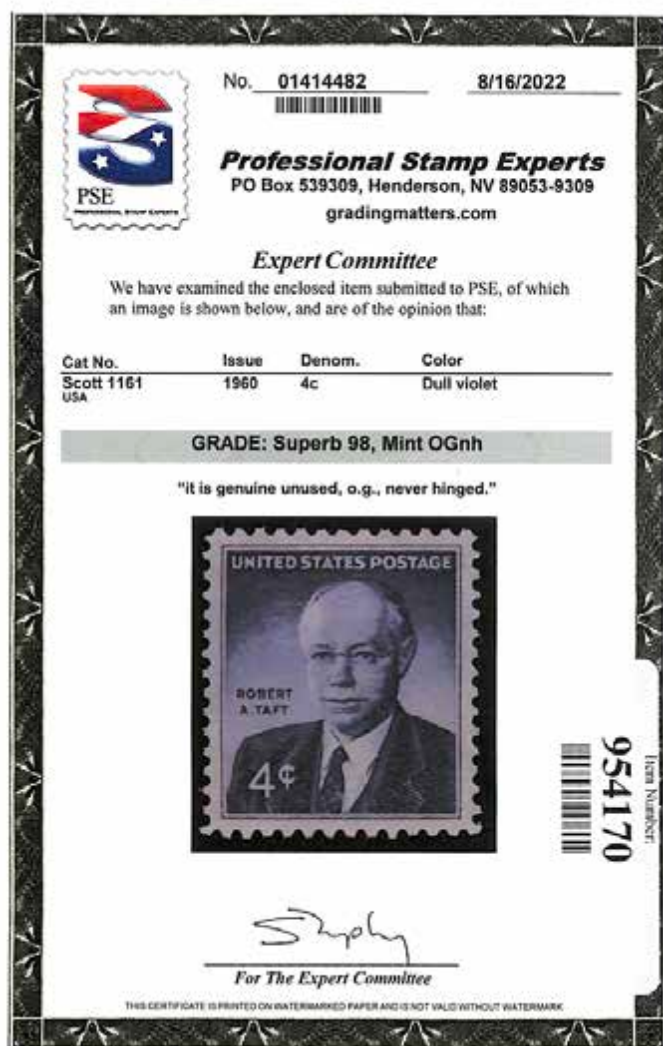 No. 01414482 8/16/2022
PSE
PROFESSIONAL STAMP EXPERTS
Professional Stamp Experts
PO Box 539309, Henderson, NV 89053-9309
gradingmatters.com
Expert Committee
We have examined the enclosed item submitted to PSE, of which
an image is shown below, and are of the opinion that:
Cat No. Issue Denom. Color
Scott 1161 1960 4c Dull violet
USA
GRADE: Superb 98, Mint OGnh
"it is genuine unused, o.g., never hinged."
UNITED STATES POSTAGE
ROBERT
A. TAFT
4¢
Item Number:
954170
For The Expert Committee
THIS CERTIFICATE IS PRINTED ON WATERMARKED PAPER AND IS NOT VALID WITHOUT WATERMARK